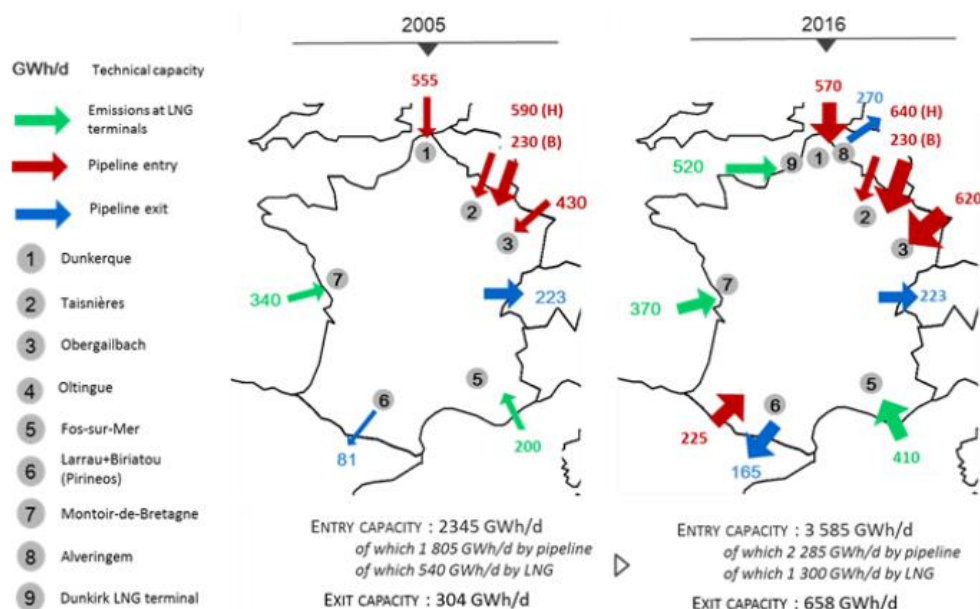 2005
2016
GWh/d Technical capacity
Emissions at LNG
terminals
Pipeline entry
Pipeline exit
1 Dunkerque
2 Taisnières
3 Obergailbach
4 Oltingue
5 Fos-sur-Mer
6 Larrau+Biriatou
(Pirineos)
7 Montoir-de-Bretagne
8 Alveringem
9 Dunkirk LNG terminal
555
590 (H)
230 (B)
1
2
430
3
7
340
223
5
6
81
200
ENTRY CAPACITY : 2345 GWh/d
of which 1 805 GWh/d by pipeline
of which 540 GWh/d by LNG
EXIT CAPACITY : 304 GWh/d
570
270
640 (H)
230 (B)
520
9
1
8
2
620
3
7
370
223
5
6
225
165
410
ENTRY CAPACITY : 3 585 GWh/d
of which 2 285 GWh/d by pipeline
of which 1 300 GWh/d by LNG
EXIT CAPACITY : 658 GWh/d